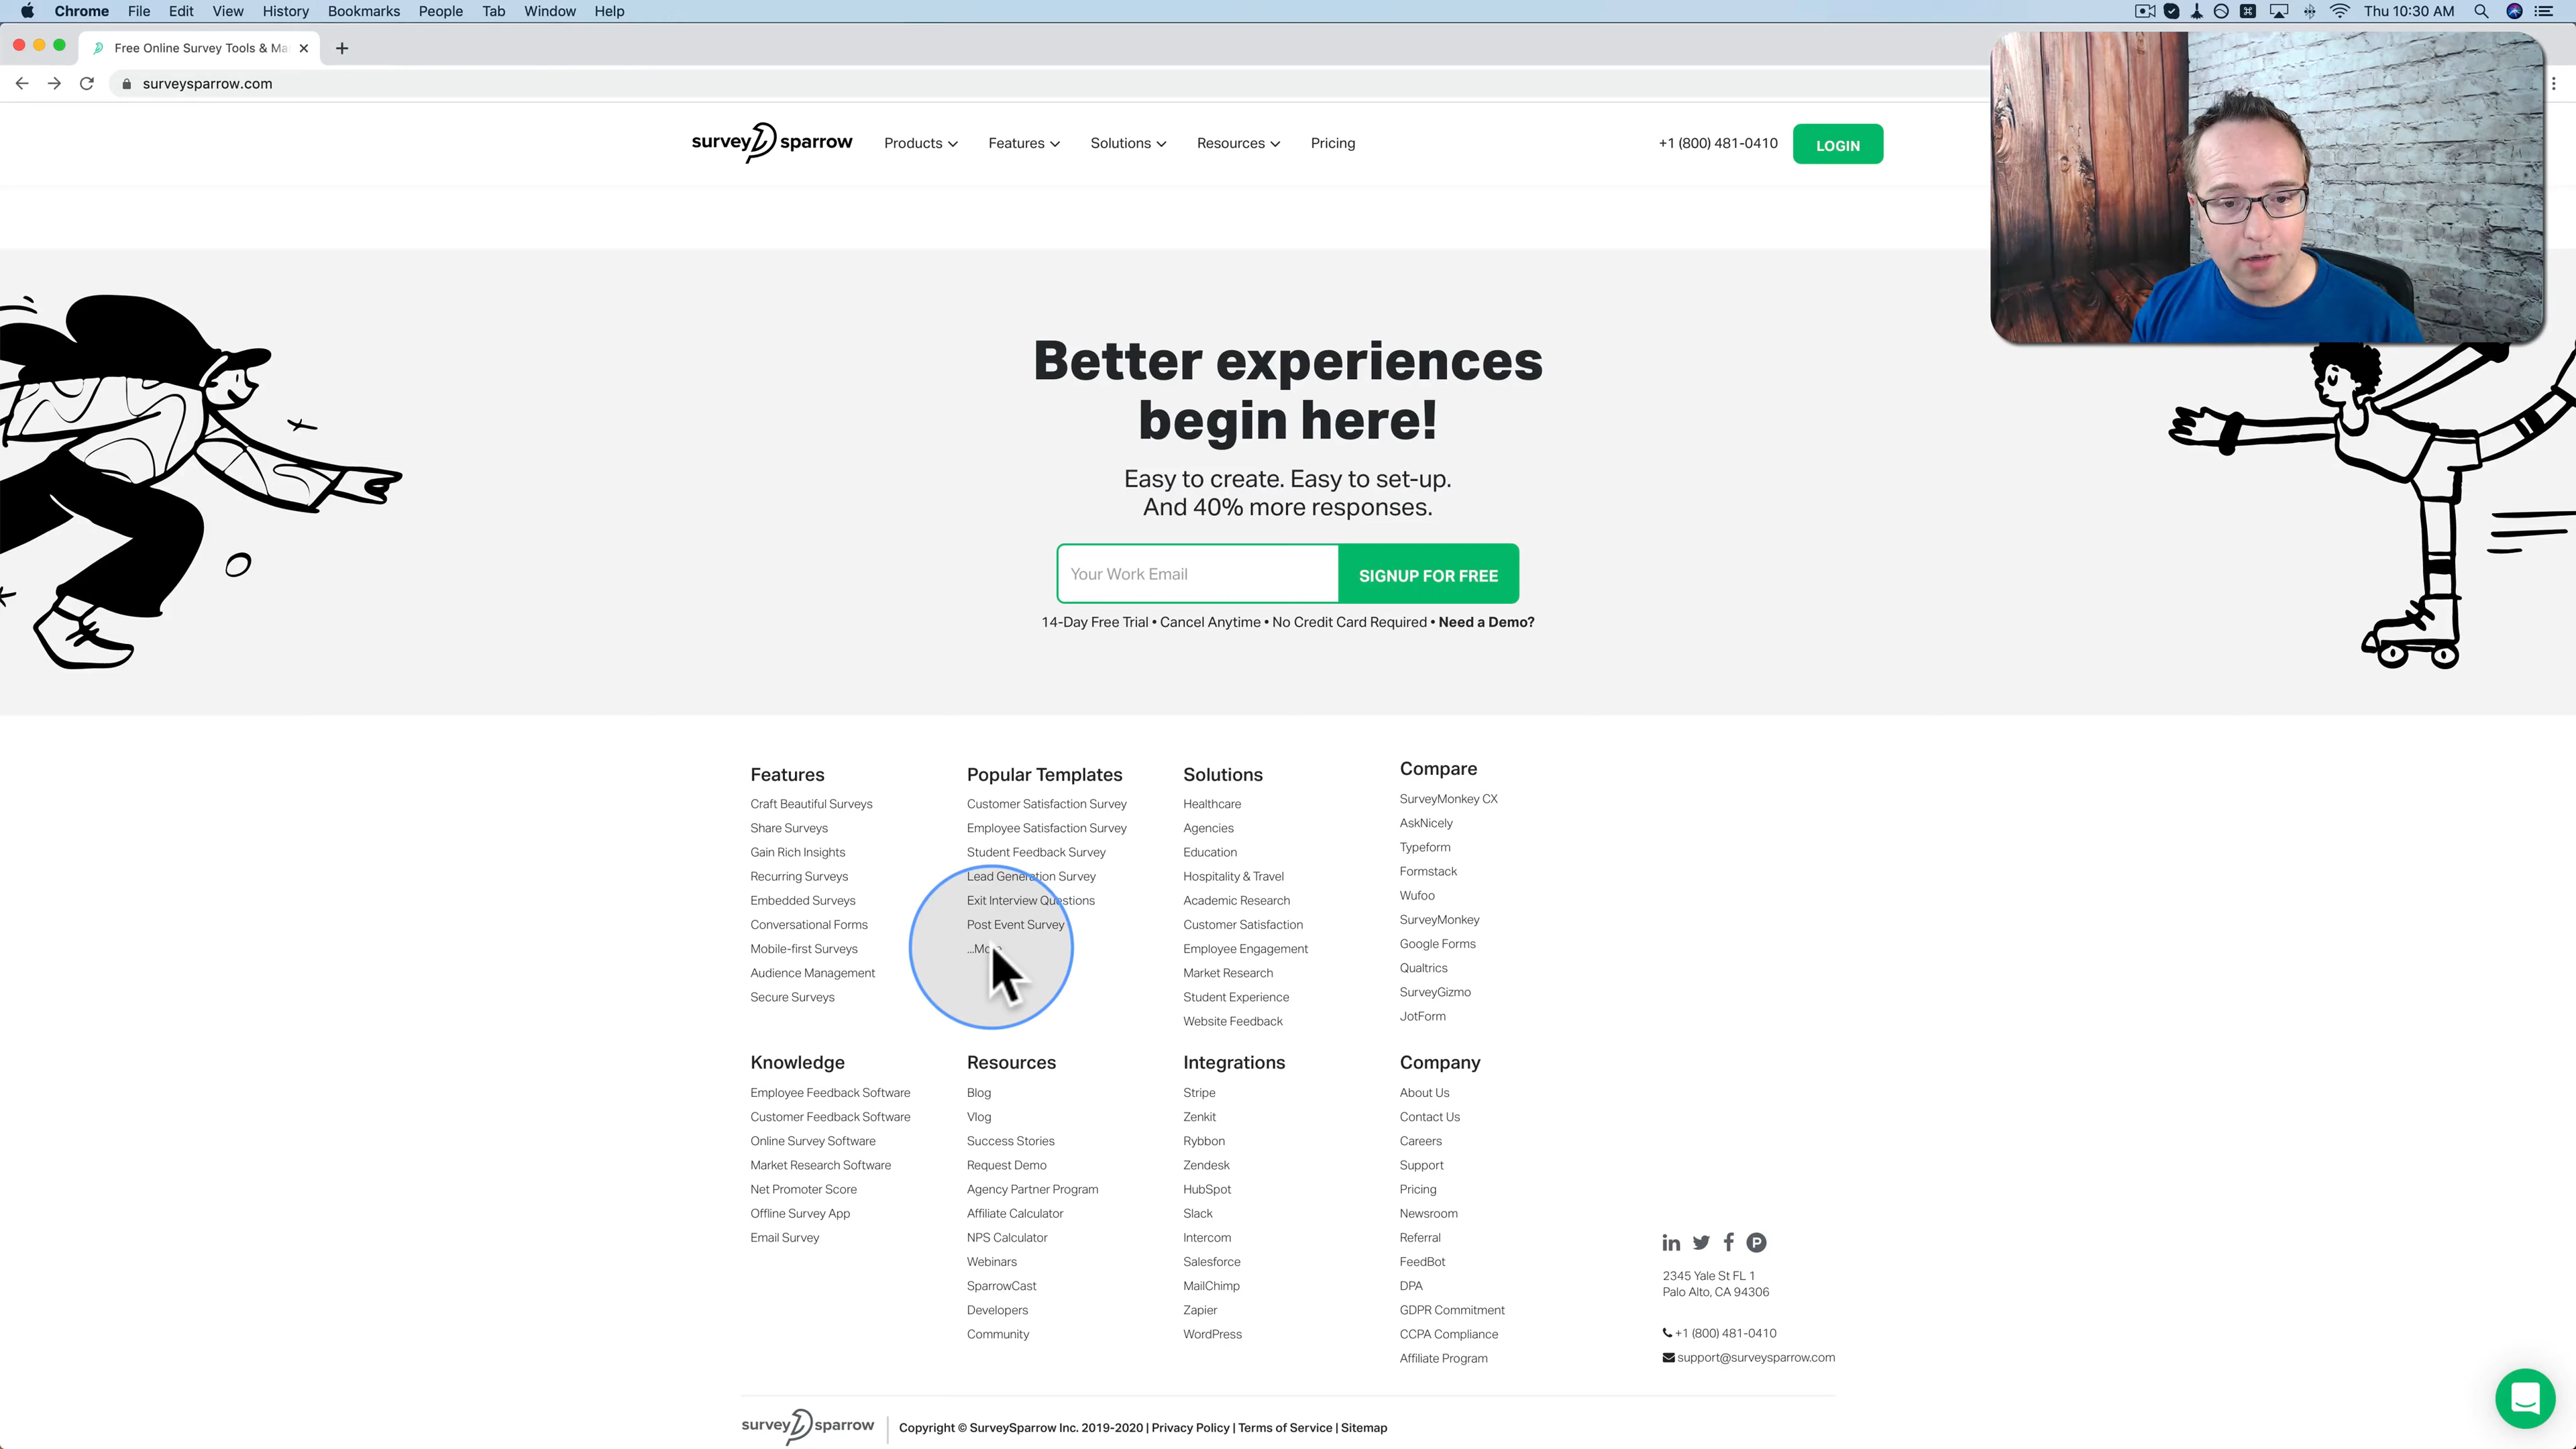 Chrome File Edit View History Bookmarks People Tab Window Help
Thu 10:30 AM
Free Online Survey Tools & Ma
surveysparrow.com
survey sparrow
Products
Features
Solutions
Resources
Pricing
+1 (800) 481-0410
LOGIN
Better experiences
begin here!
Easy to create. Easy to set-up.
And 40% more responses.
Your Work Email
SIGNUP FOR FREE
14-Day Free Trial • Cancel Anytime • No Credit Card Required • Need a Demo?
Features
Craft Beautiful Surveys
Share Surveys
Gain Rich Insights
Recurring Surveys
Embedded Surveys
Conversational Forms
Mobile-first Surveys
Audience Management
Secure Surveys
Popular Templates
Customer Satisfaction Survey
Employee Satisfaction Survey
Student Feedback Survey
Lead Generation Survey
Exit Interview Questions
Post Event Survey
Solutions
Healthcare
Agencies
Education
Hospitality & Travel
Academic Research
Customer Satisfaction
Employee Engagement
Market Research
Student Experience
Website Feedback
Compare
SurveyMonkey CX
AskNicely
Typeform
Formstack
Wufoo
SurveyMonkey
Google Forms
Qualtrics
SurveyGizmo
JotForm
Knowledge
Employee Feedback Software
Customer Feedback Software
Online Survey Software
Market Research Software
Net Promoter Score
Offline Survey App
Email Survey
Resources
Blog
Vlog
Success Stories
Request Demo
Agency Partner Program
Affiliate Calculator
NPS Calculator
Webinars
SparrowCast
Developers
Community
Integrations
Stripe
Zenkit
Rybbon
Zendesk
HubSpot
Slack
Intercom
Salesforce
MailChimp
Zapier
WordPress
Company
About Us
Contact Us
Careers
Support
Pricing
Newsroom
Referral
FeedBot
DPA
GDPR Commitment
CCPA Compliance
Affiliate Program
2345 Yale St FL 1
Palo Alto, CA 94306
+1 (800) 481-0410
support@surveysparrow.com
survey sparrow
Copyright © SurveySparrow Inc. 2019-2020 | Privacy Policy | Terms of Service | Sitemap